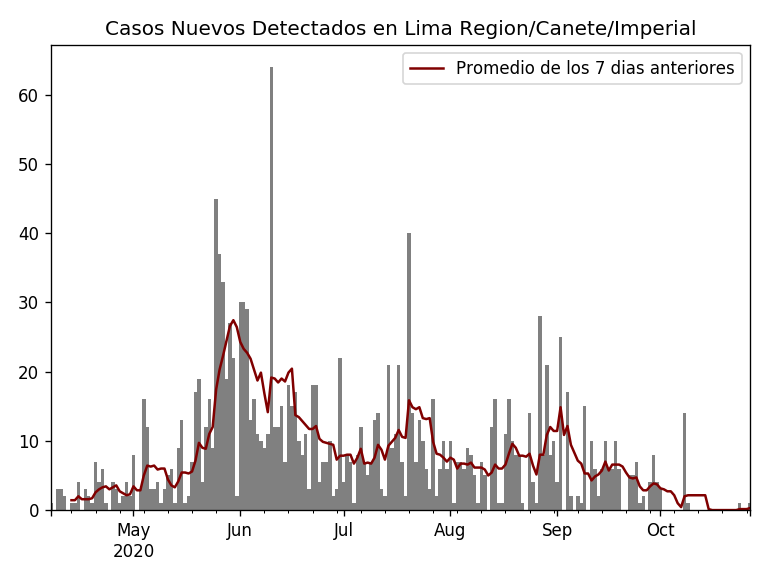 Casos Nuevos Detectados en Lima Region/Canete/Imperial
Promedio de los 7 dias anteriores
60
50
40
30
20
10
0
May
2020
Jun
Jul
Aug
Sep
Oct